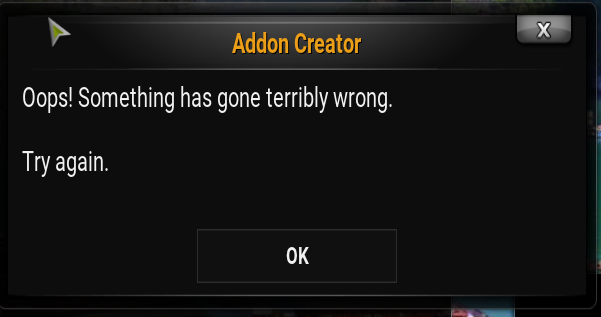 X
Addon Creator
Oops! Something has gone terribly wrong.
Try again.
OK